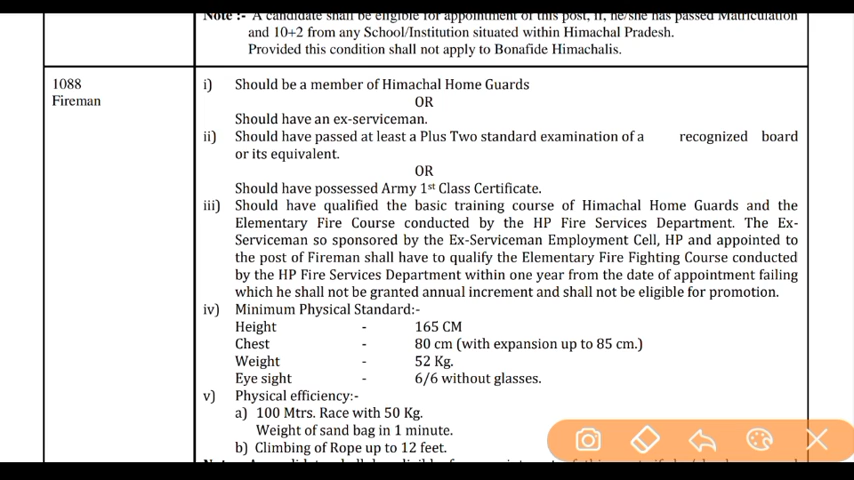 Note :- A candidate shall be eligible for appointment of this post, if, he/she has passed Matriculation
and 10+2 from any School/Institution situated within Himachal Pradesh.
Provided this condition shall not apply to Bonafide Himachalis.
1088
Fireman
i) Should be a member of Himachal Home Guards
OR
Should have an ex-serviceman.
ii) Should have passed at least a Plus Two standard examination of a recognized board
or its equivalent.
OR
Should have possessed Army 1st Class Certificate.
iii) Should have qualified the basic training course of Himachal Home Guards and the
Elementary Fire Course conducted by the HP Fire Services Department. The Ex-
Serviceman so sponsored by the Ex-Serviceman Employment Cell, HP and appointed to
the post of Fireman shall have to qualify the Elementary Fire Fighting Course conducted
by the HP Fire Services Department within one year from the date of appointment failing
which he shall not be granted annual increment and shall not be eligible for promotion.
iv) Minimum Physical Standard:-
Height - 165 CM
Chest - 80 cm (with expansion up to 85 cm.)
Weight - 52 Kg.
Eye sight - 6/6 without glasses.
v) Physical efficiency:-
a) 100 Mtrs. Race with 50 Kg.
Weight of sand bag in 1 minute.
b) Climbing of Rope up to 12 feet.